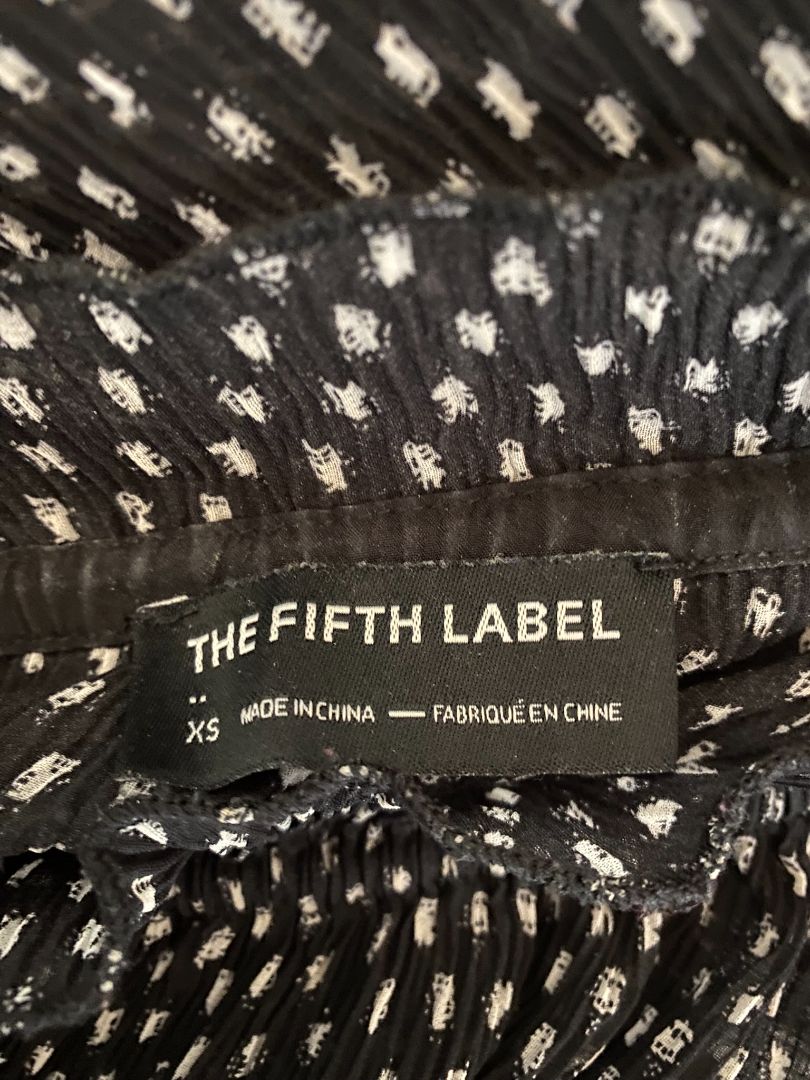 THE FIFTH LABEL
XS MADE IN CHINA — FABRIQUÉ EN CHINE